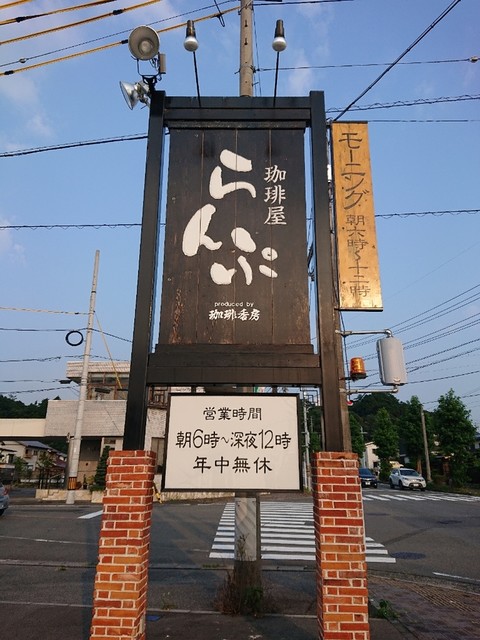 珈琲屋
らんぷ
produced by
珈琲香房
モーニング 朝六時〜十二時
営業時間
朝6時〜深夜12時
年中無休